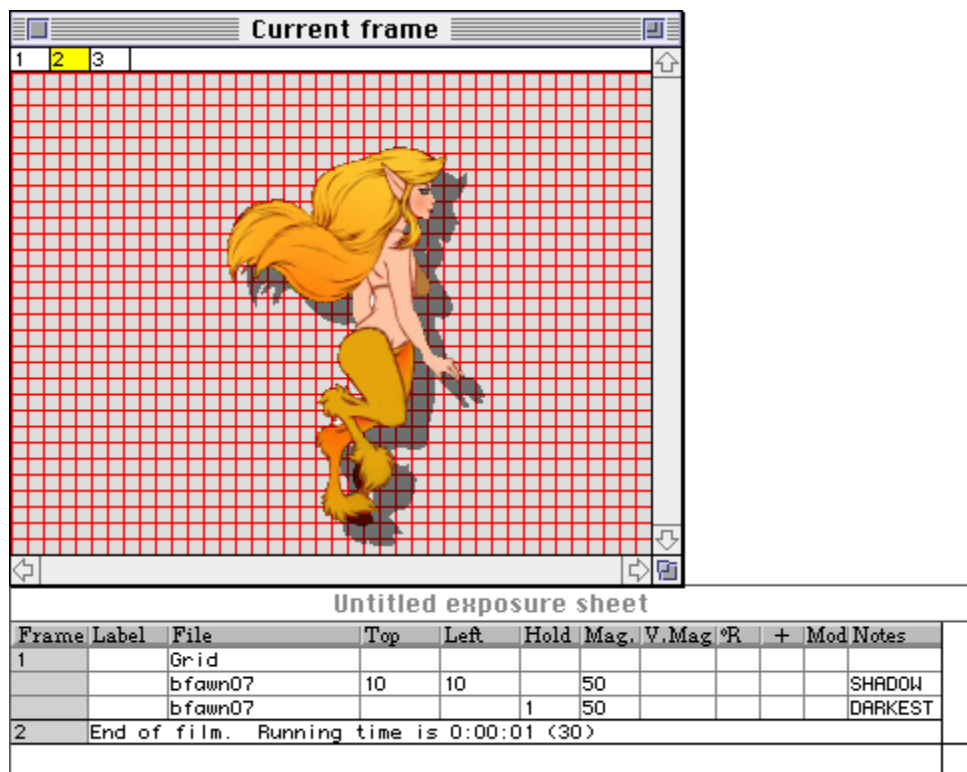 Current frame
1 2 3
Untitled exposure sheet
Frame Label File Top Left Hold Mag. V.Mag °R + Mod Notes
1 Grid
bfawn07 10 10 50 SHADOW
bfawn07 1 50 DARKEST
2 End of film. Running time is 0:00:01 (30)